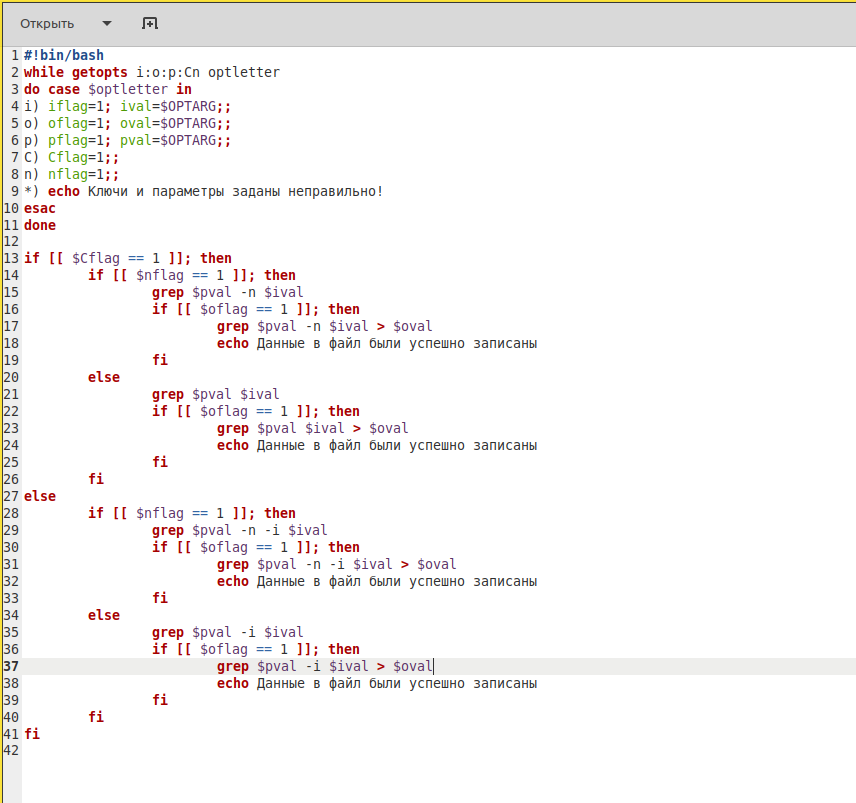 Открыть
1 #!bin/bash
2 while getopts i:o:p:Cn optletter
3 do case $optletter in
4 i) iflag=1; ival=$OPTARG;;
5 o) oflag=1; oval=$OPTARG;;
6 p) pflag=1; pval=$OPTARG;;
7 C) Cflag=1;;
8 n) nflag=1;;
9 *) echo Ключи и параметры заданы неправильно!
10 esac
11 done
12
13 if [[ $Cflag == 1 ]]; then
14 if [[ $nflag == 1 ]]; then
15 grep $pval -n $ival
16 if [[ $oflag == 1 ]]; then
17 grep $pval -n $ival > $oval
18 echo Данные в файл были успешно записаны
19 fi
20 else
21 grep $pval $ival
22 if [[ $oflag == 1 ]]; then
23 grep $pval $ival > $oval
24 echo Данные в файл были успешно записаны
25 fi
26 fi
27 else
28 if [[ $nflag == 1 ]]; then
29 grep $pval -n -i $ival
30 if [[ $oflag == 1 ]]; then
31 grep $pval -n -i $ival > $oval
32 echo Данные в файл были успешно записаны
33 fi
34 else
35 grep $pval -i $ival
36 if [[ $oflag == 1 ]]; then
37 grep $pval -i $ival > $oval
38 echo Данные в файл были успешно записаны
39 fi
40 fi
41 fi
42